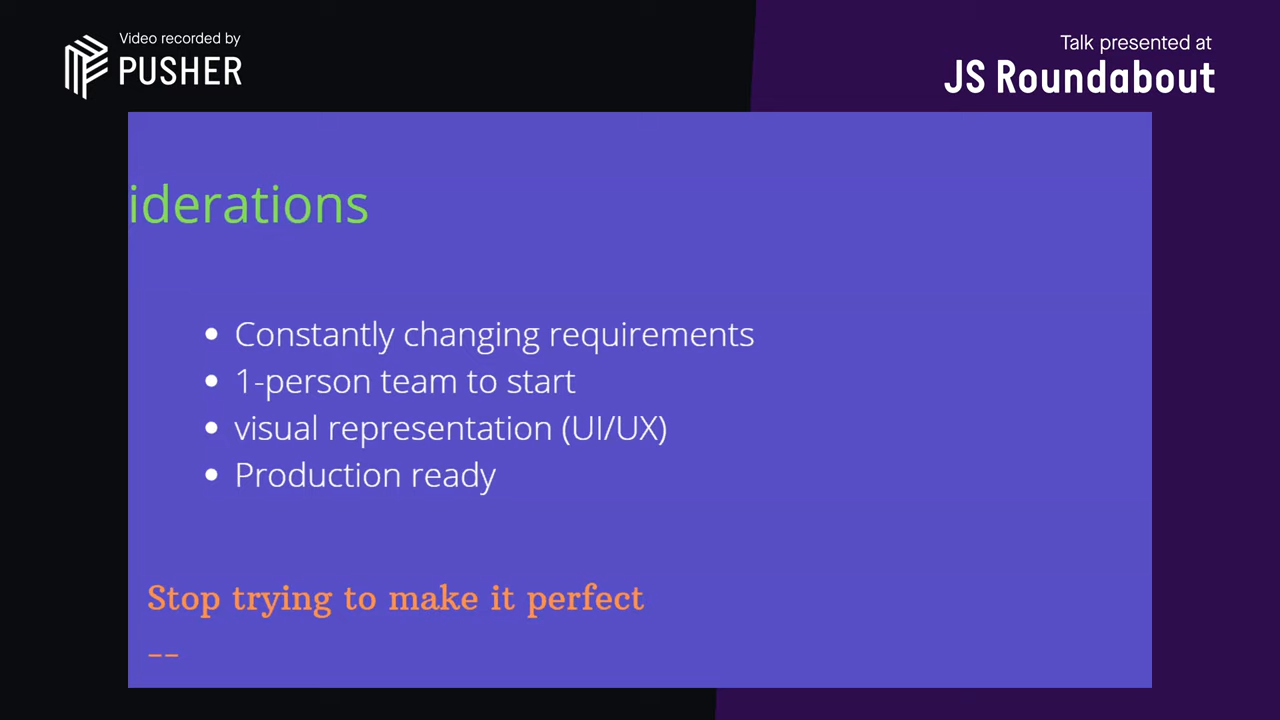 Video recorded by
PUSHER
Talk presented at
JS Roundabout
iderations
Constantly changing requirements
1-person team to start
visual representation (UI/UX)
Production ready
Stop trying to make it perfect
--